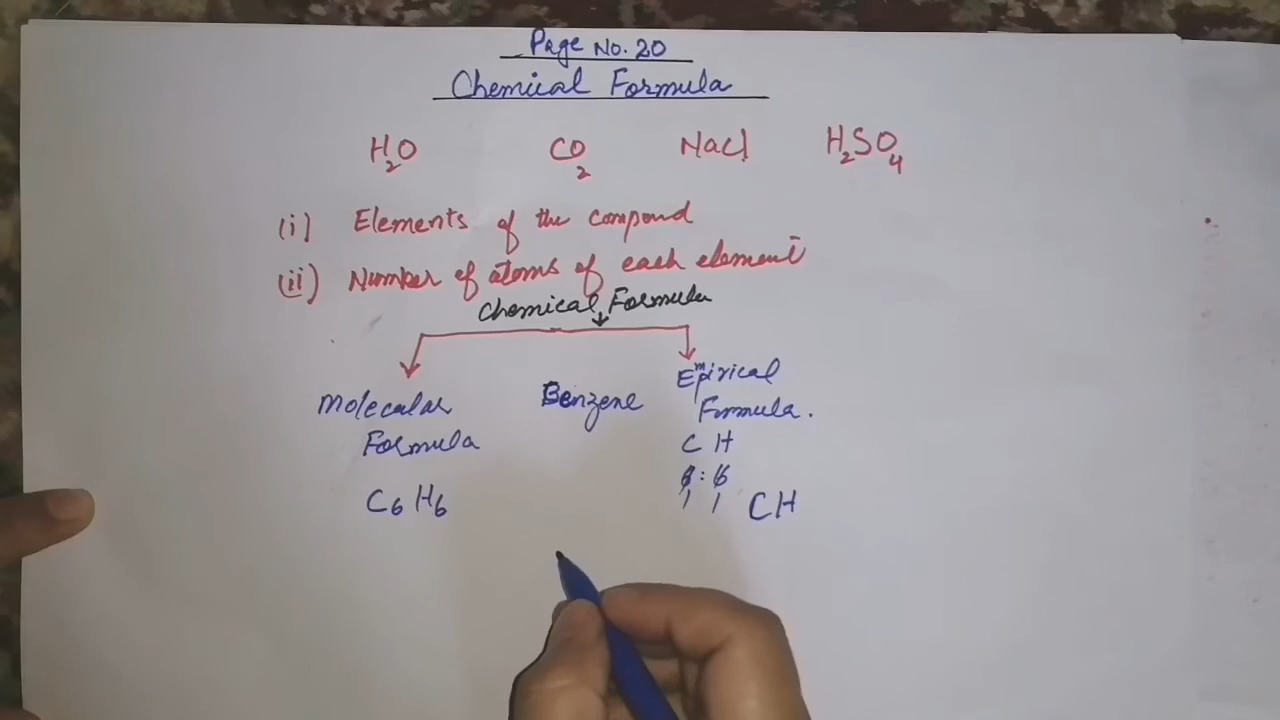 Page No. 20
Chemical Formula
H₂O CO₂ NaCl H₂SO₄
(i) Elements of the compound
(ii) Number of atoms of each element
Chemical Formula
Molecular Formula
Benzene
Empirical Formula.
C H
6:6
1 1
C₆H₆
CH